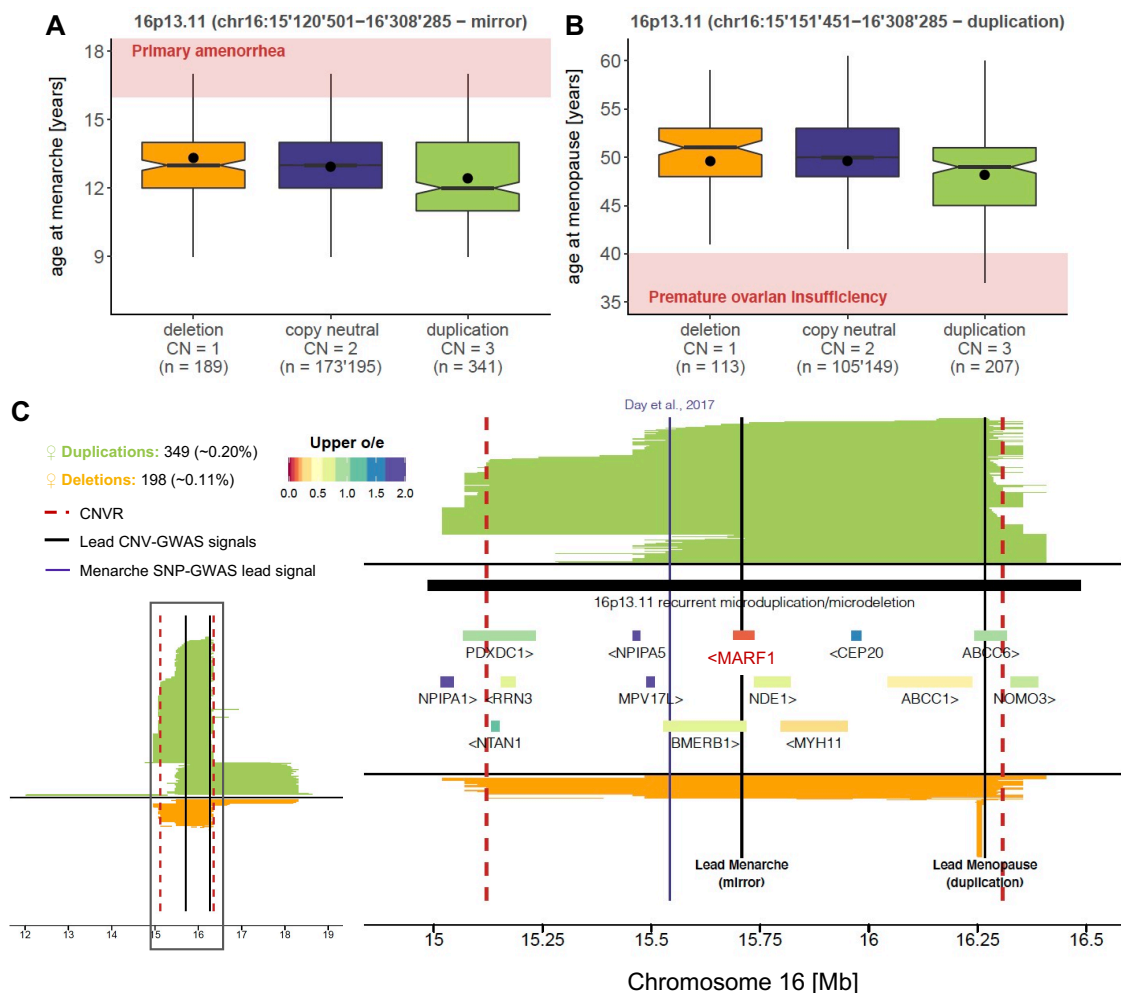 A
16p13.11 (chr16:15'120'501−16'308'285 − mirror)
Primary amenorrhea
age at menarche [years]
18
15
12
9
deletion
CN = 1
(n = 189)
copy neutral
CN = 2
(n = 173'195)
duplication
CN = 3
(n = 341)
B
16p13.11 (chr16:15'151'451−16'308'285 − duplication)
age at menopause [years]
60
55
50
45
40
35
Premature ovarian insufficiency
deletion
CN = 1
(n = 113)
copy neutral
CN = 2
(n = 105'149)
duplication
CN = 3
(n = 207)
C
♀ Duplications: 349 (~0.20%)
♀ Deletions: 198 (~0.11%)
CNVR
Lead CNV-GWAS signals
Menarche SNP-GWAS lead signal
Upper o/e
0.0 0.5 1.0 1.5 2.0
12 13 14 15 16 17 18 19
Day et al., 2017
16p13.11 recurrent microduplication/microdeletion
PDXDC1> <NPIPA5 <MARF1 <CEP20 ABCC6>
NPIPA1> <RRN3 MPV17L> NDE1> ABCC1> NOMO3>
<NTAN1 BMERB1> <MYH11
Lead Menarche
(mirror)
Lead Menopause
(duplication)
15 15.25 15.5 15.75 16 16.25 16.5
Chromosome 16 [Mb]